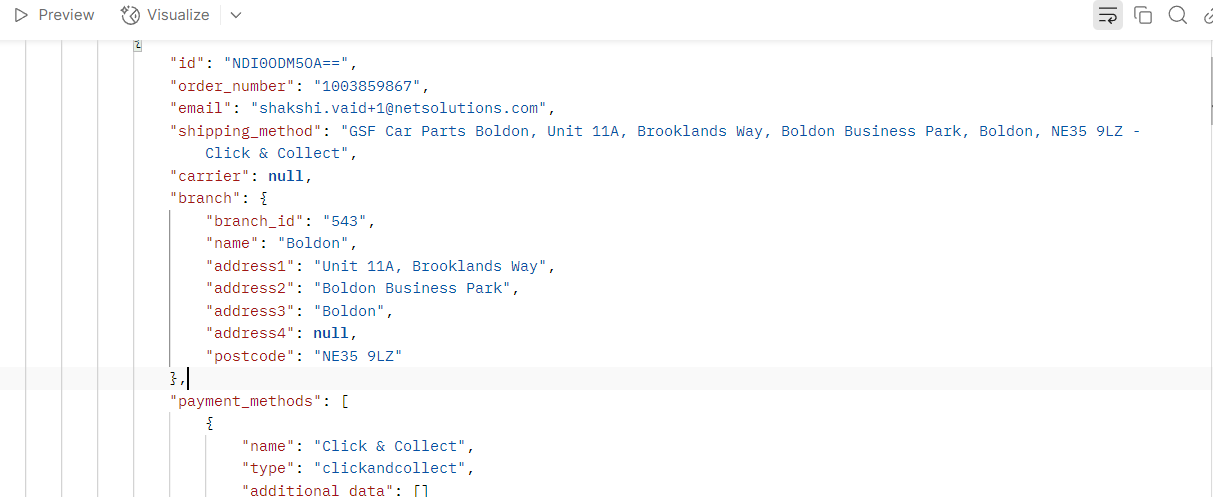 Preview Visualize
{
"id": "NDI0ODM5OA==",
"order_number": "1003859867",
"email": "shakshi.vaid+1@netsolutions.com",
"shipping_method": "GSF Car Parts Boldon, Unit 11A, Brooklands Way, Boldon Business Park, Boldon, NE35 9LZ -
Click & Collect",
"carrier": null,
"branch": {
"branch_id": "543",
"name": "Boldon",
"address1": "Unit 11A, Brooklands Way",
"address2": "Boldon Business Park",
"address3": "Boldon",
"address4": null,
"postcode": "NE35 9LZ"
},
"payment_methods": [
{
"name": "Click & Collect",
"type": "clickandcollect",
"additional_data": []